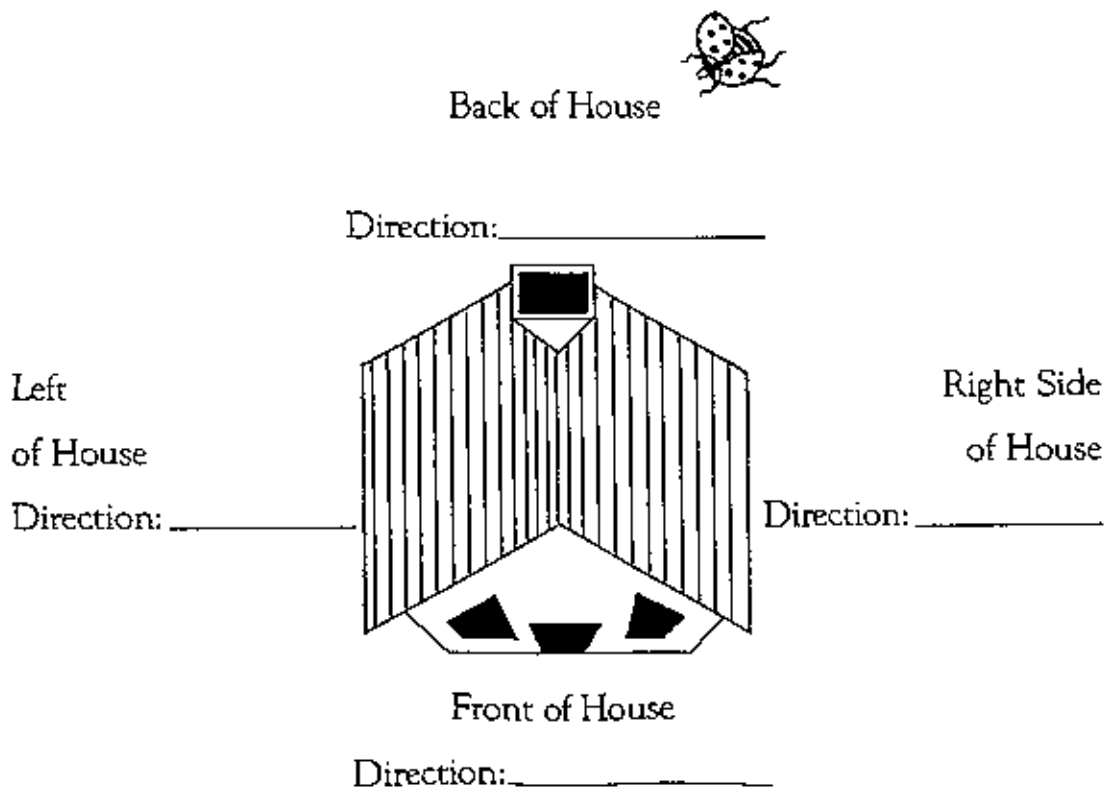 Back of House
Direction:
Left
of House
Direction:
Right Side
of House
Direction:
Front of House
Direction: